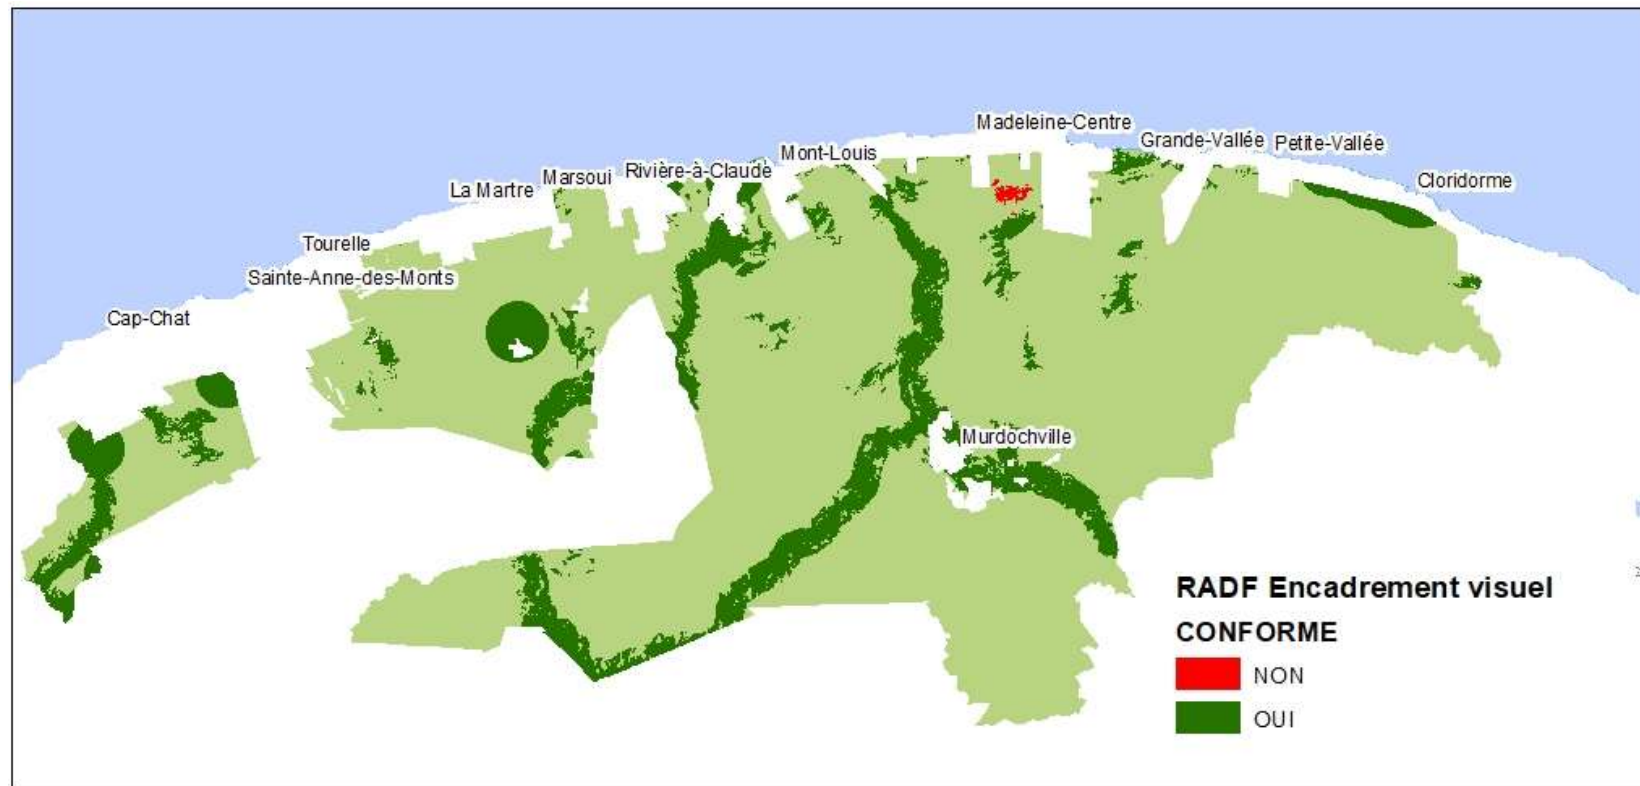 Madeleine-Centre
Grande-Vallée
Petite-Vallée
Mont-Louis
Rivière-à-Claude
Marsoui
La Martre
Cloridorme
Tourelle
Sainte-Anne-des-Monts
Cap-Chat
Murdochville
RADF Encadrement visuel
CONFORME
NON
OUI